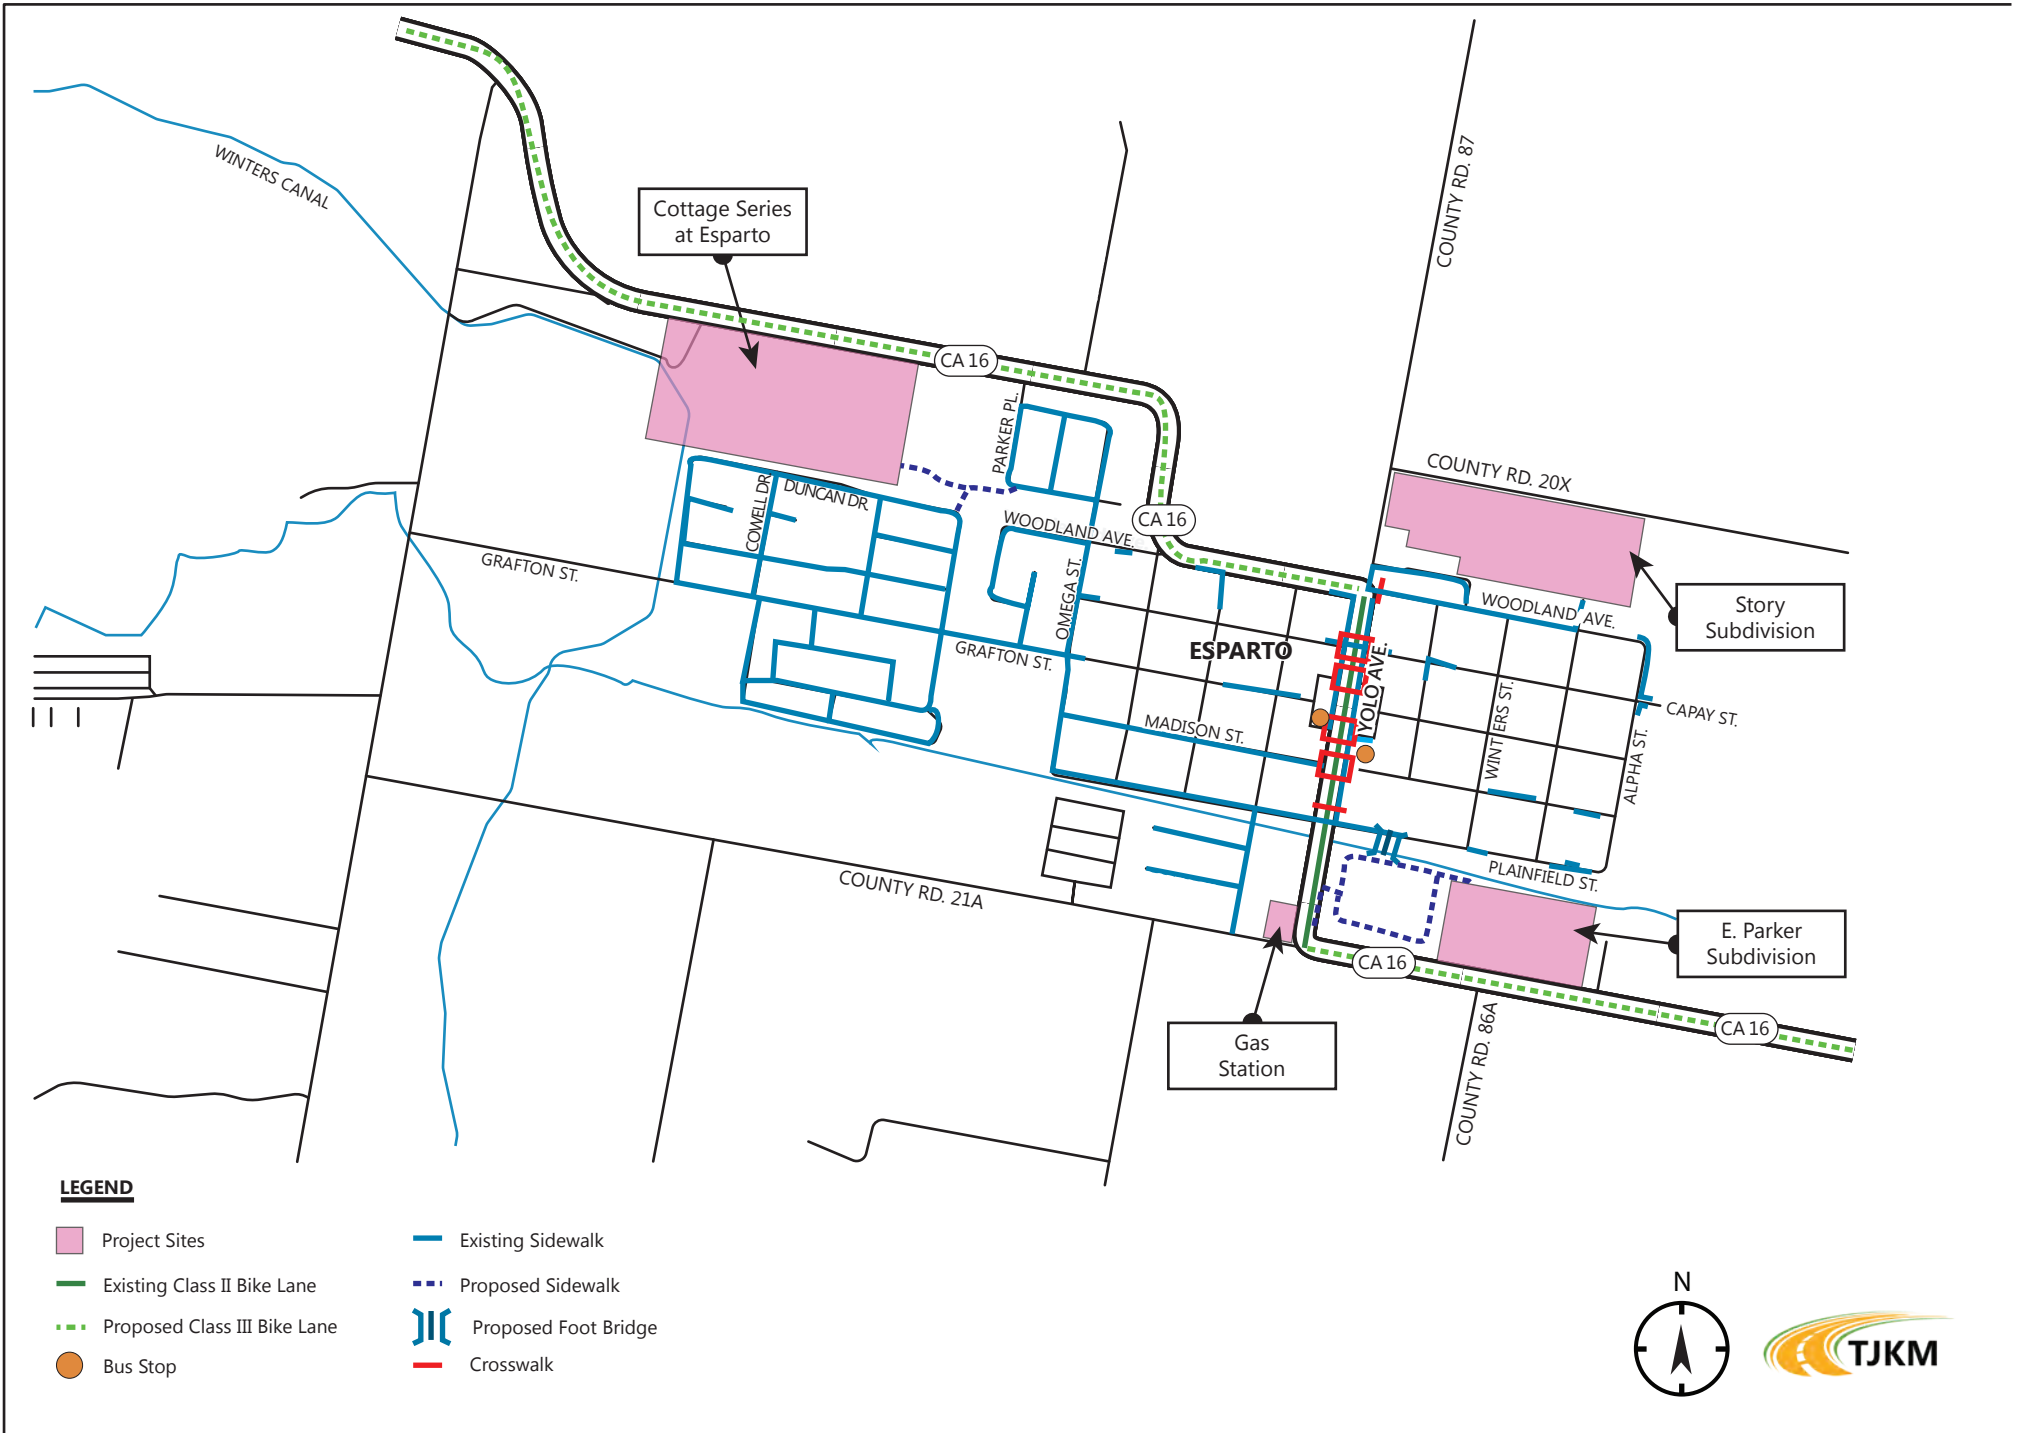 WINTERS CANAL
Cottage Series
at Esparto
COUNTY RD. 87
CA 16
PARKER PL.
COUNTY RD. 20X
COWELL DR.
DUNCAN DR.
WOODLAND AVE.
CA 16
GRAFTON ST.
OMEGA ST.
WOODLAND AVE.
Story
Subdivision
GRAFTON ST.
ESPARTO
YOLO AVE.
WINTERS ST.
CAPAY ST.
MADISON ST.
ALPHA ST.
COUNTY RD. 21A
PLAINFIELD ST.
E. Parker
Subdivision
CA 16
CA 16
Gas
Station
COUNTY RD. 86A
LEGEND
Project Sites
Existing Class II Bike Lane
Proposed Class III Bike Lane
Bus Stop
Existing Sidewalk
Proposed Sidewalk
Proposed Foot Bridge
Crosswalk
N
TJKM